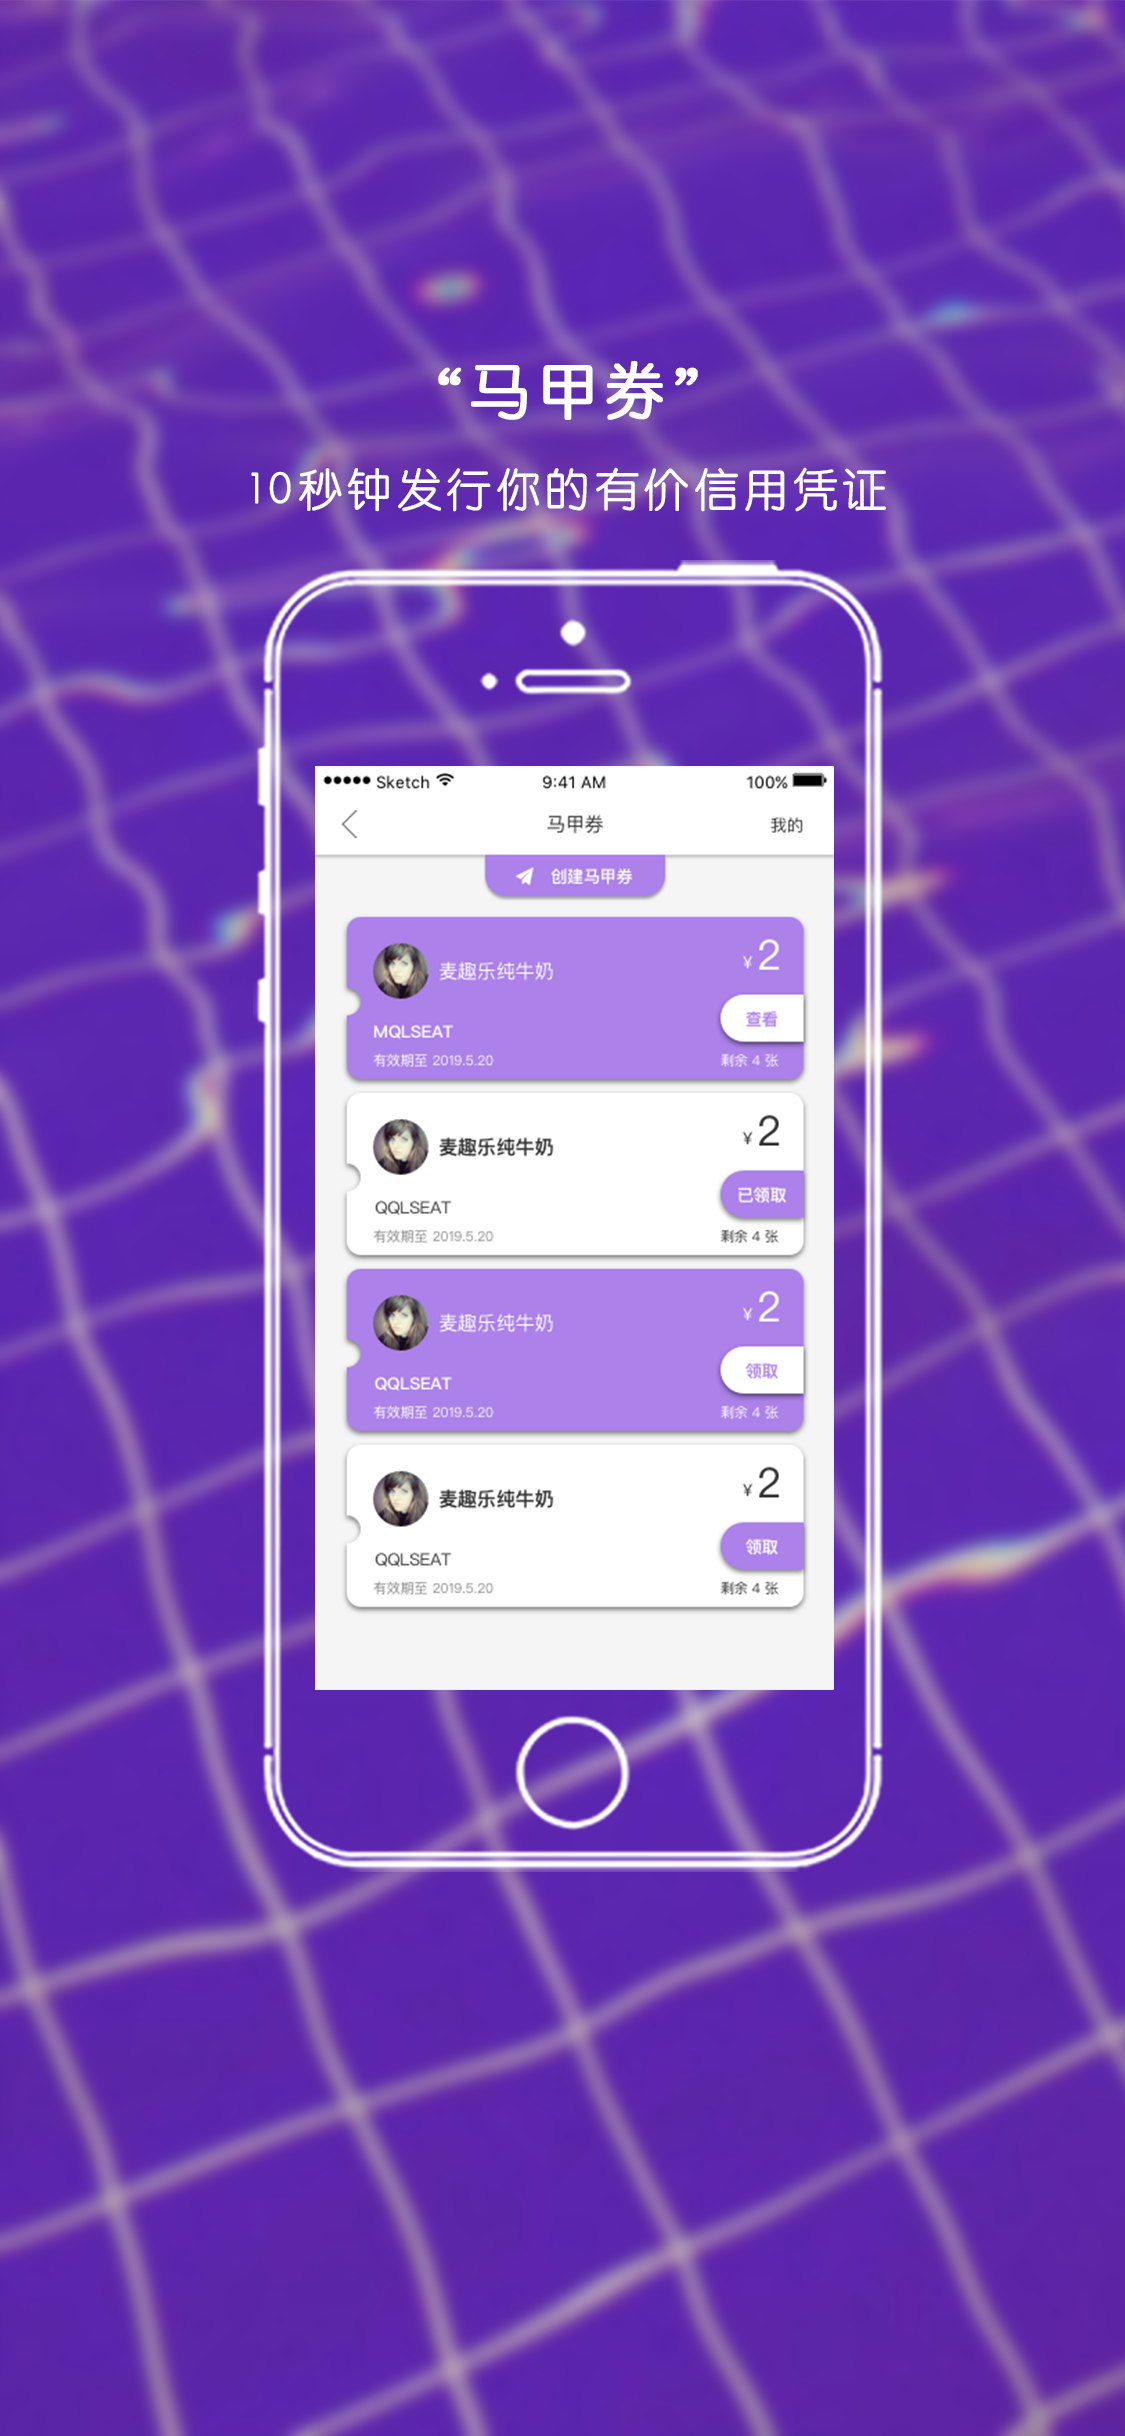 “马甲券”
10秒钟发行你的有价信用凭证
Sketch 9:41 AM 100%
马甲券 我的
创建马甲券
麦趣乐纯牛奶 ¥2
查看
MQLSEAT
有效期至 2019.5.20 剩余 4 张
麦趣乐纯牛奶 ¥2
已领取
QQLSEAT
有效期至 2019.5.20 剩余 4 张
麦趣乐纯牛奶 ¥2
领取
QQLSEAT
有效期至 2019.5.20 剩余 4 张
麦趣乐纯牛奶 ¥2
领取
QQLSEAT
有效期至 2019.5.20 剩余 4 张